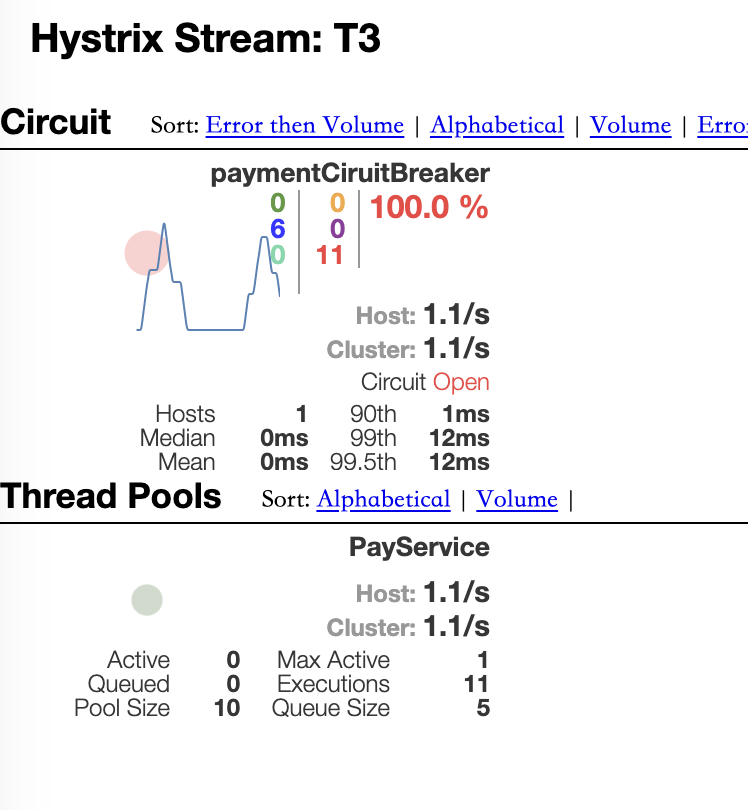 Hystrix Stream: T3
Circuit Sort: Error then Volume | Alphabetical | Volume | Erro
paymentCiruitBreaker
0 0 100.0 %
6 0
0 11
Host: 1.1/s
Cluster: 1.1/s
Circuit Open
Hosts 1 90th 1ms
Median 0ms 99th 12ms
Mean 0ms 99.5th 12ms
Thread Pools Sort: Alphabetical | Volume |
PayService
Host: 1.1/s
Cluster: 1.1/s
Active 0 Max Active 1
Queued 0 Executions 11
Pool Size 10 Queue Size 5